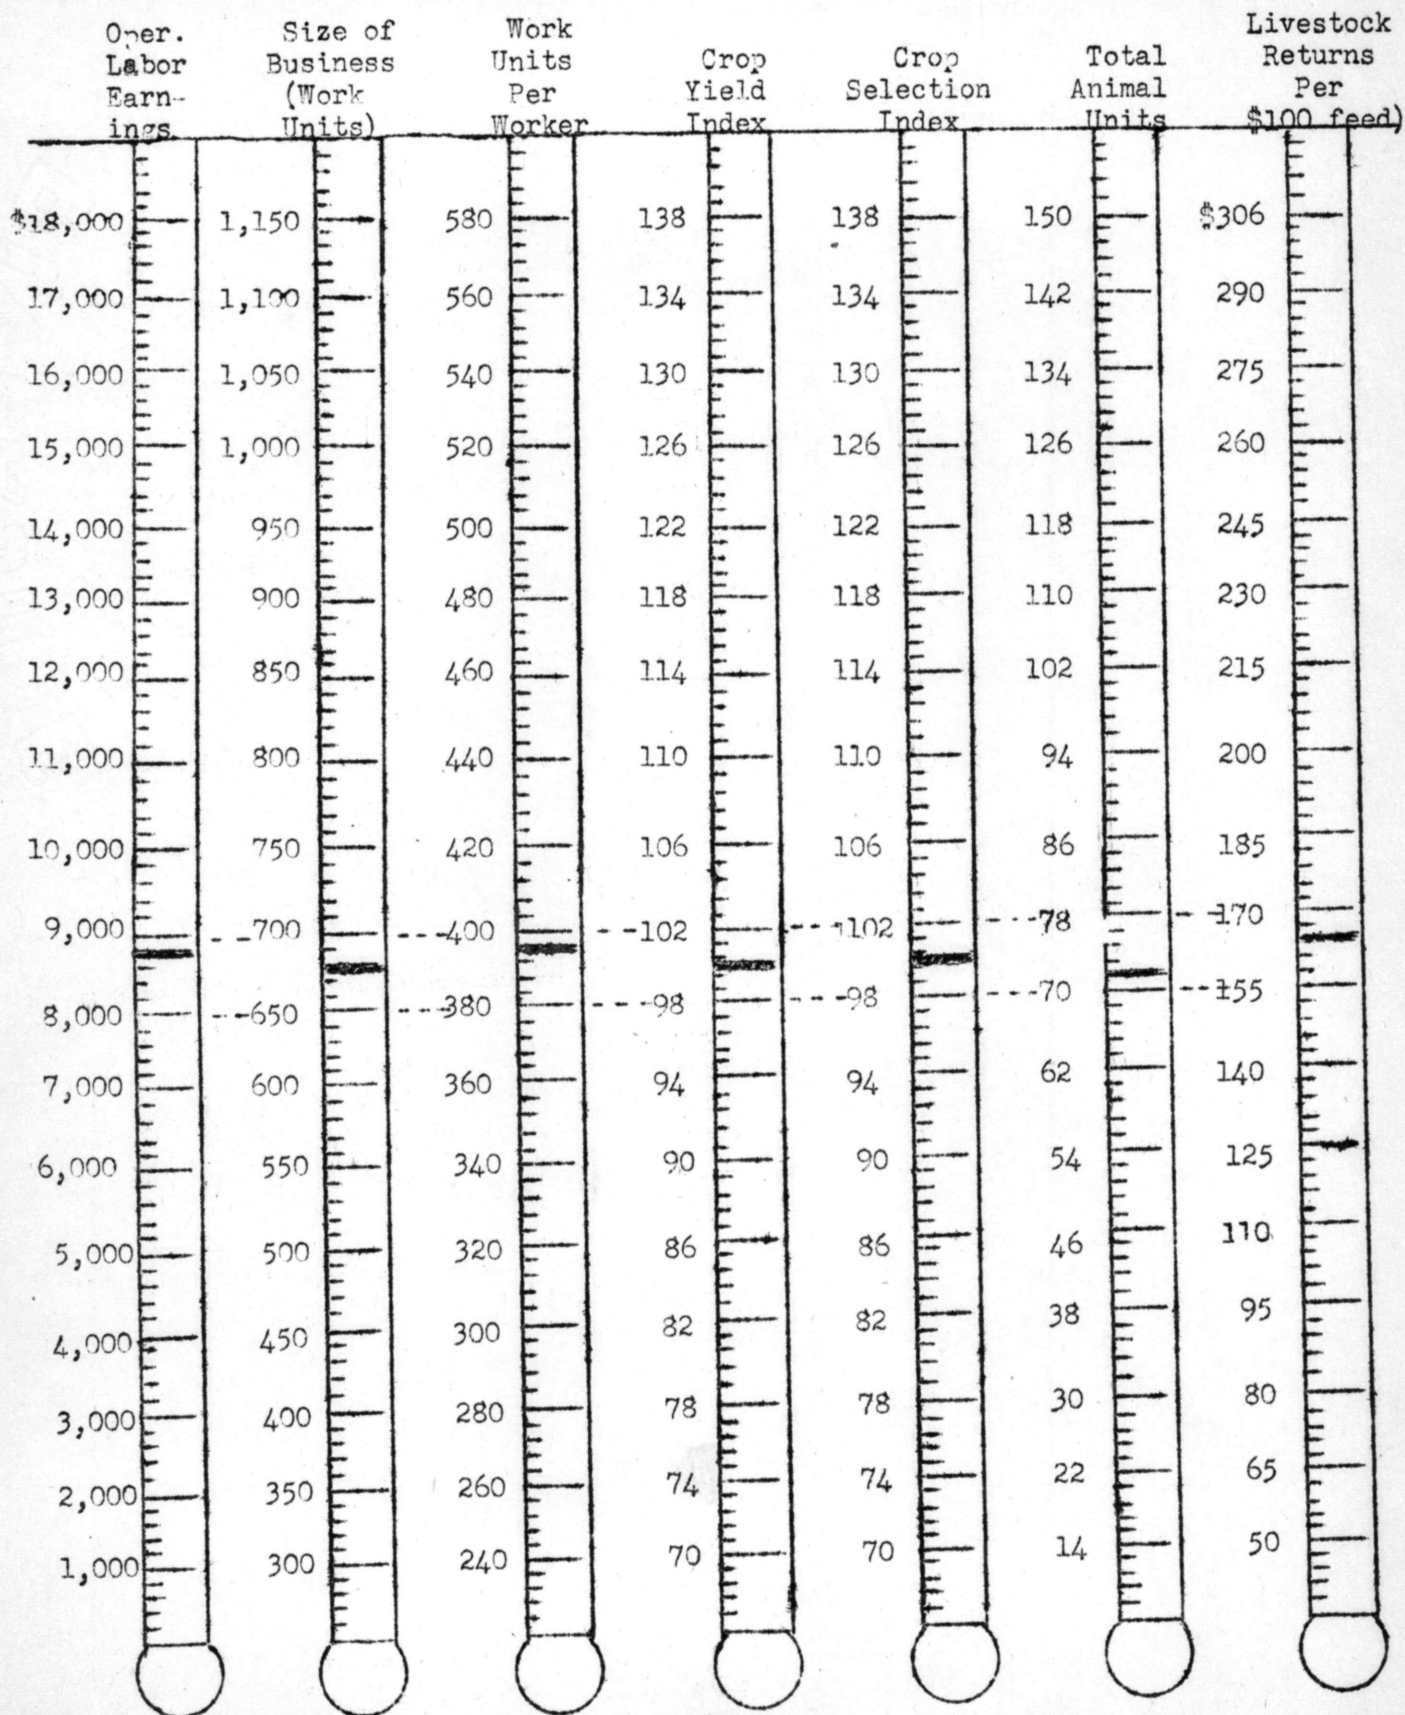 Oper. Labor Earn- ings
Size of Business (Work Units)
Work Units Per Worker
Crop Yield Index
Crop Selection Index
Total Animal Units
Livestock Returns Per $100 feed)
$18,000 1,150 580 138 138 150 $306
17,000 1,100 560 134 134 142 290
16,000 1,050 540 130 130 134 275
15,000 1,000 520 126 126 126 260
14,000 950 500 122 122 118 245
13,000 900 480 118 118 110 230
12,000 850 460 114 114 102 215
11,000 800 440 110 110 94 200
10,000 750 420 106 106 86 185
9,000 700 400 102 102 78 170
8,000 650 380 98 98 70 155
7,000 600 360 94 94 62 140
6,000 550 340 90 90 54 125
5,000 500 320 86 86 46 110
4,000 450 300 82 82 38 95
3,000 400 280 78 78 30 80
2,000 350 260 74 74 22 65
1,000 300 240 70 70 14 50